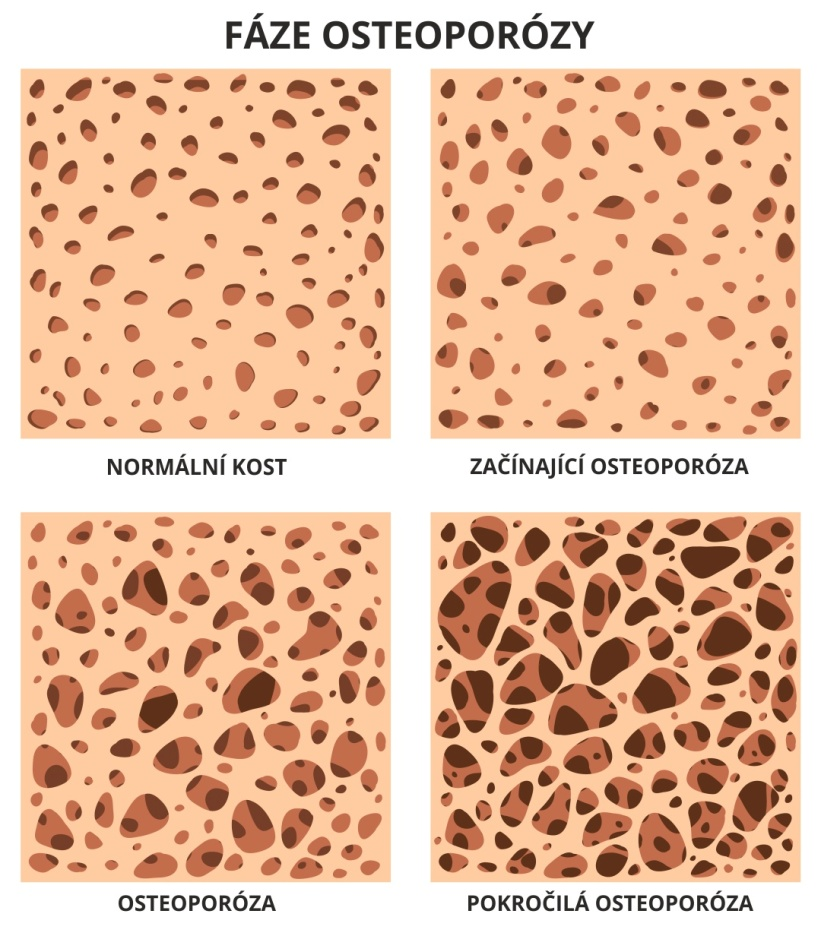 FÁZE OSTEOPORÓZY
NORMÁLNÍ KOST
ZAČÍNAJÍCÍ OSTEOPORÓZA
OSTEOPORÓZA
POKROČILÁ OSTEOPORÓZA